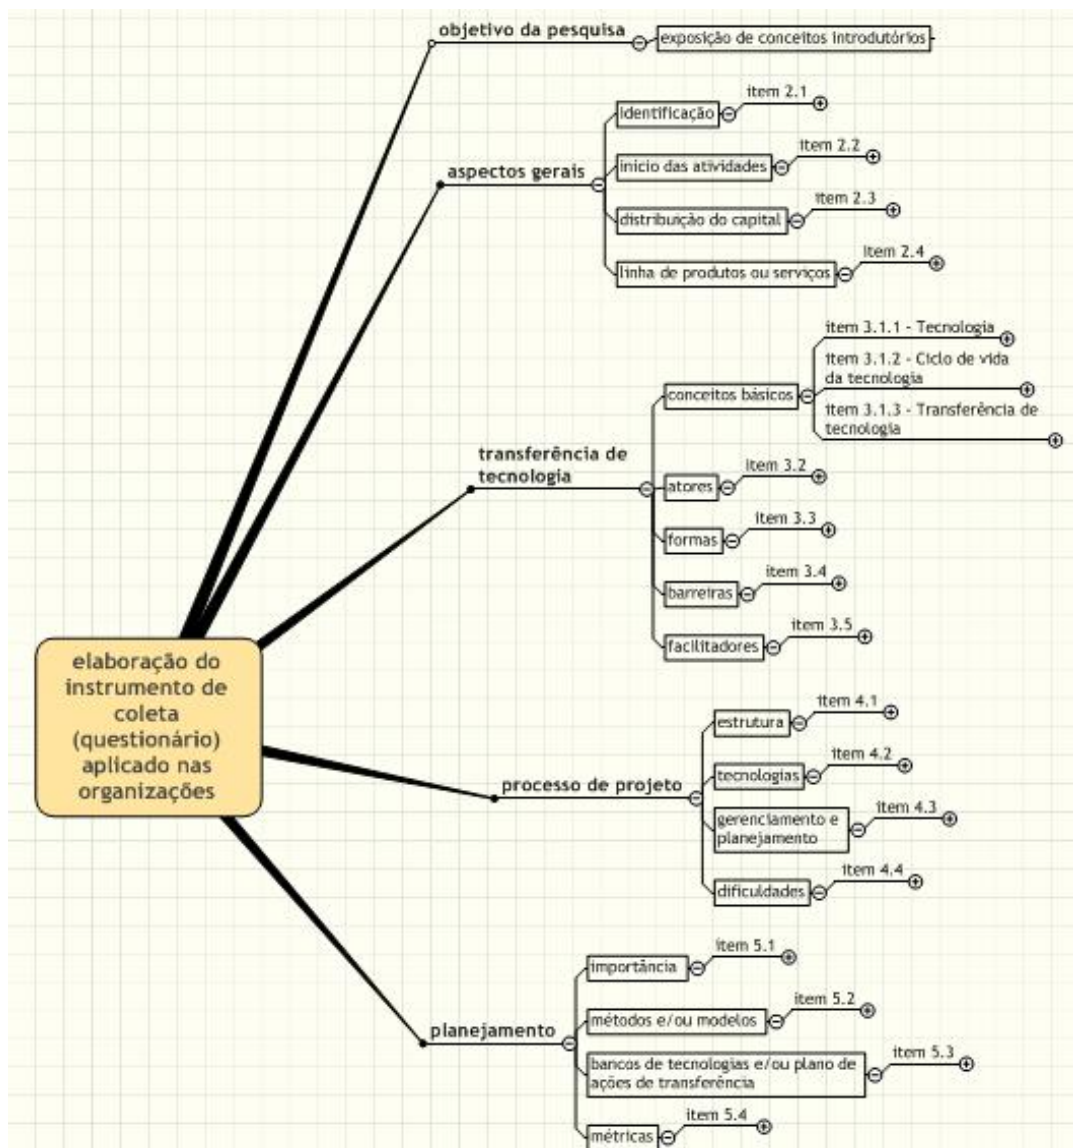 objetivo da pesquisa
exposição de conceitos introdutórios
aspectos gerais
identificação
item 2.1
início das atividades
item 2.2
distribuição do capital
item 2.3
linha de produtos ou serviços
item 2.4
transferência de
tecnologia
conceitos básicos
item 3.1.1 - Tecnologia
item 3.1.2 - Ciclo de vida
da tecnologia
item 3.1.3 - Transferência de
tecnologia
atores
item 3.2
formas
item 3.3
barreiras
item 3.4
facilitadores
item 3.5
elaboração do
instrumento de
coleta
(questionário)
aplicado nas
organizações
processo de projeto
estrutura
item 4.1
tecnologias
item 4.2
gerenciamento e
planejamento
item 4.3
dificuldades
item 4.4
planejamento
importância
item 5.1
métodos e/ou modelos
item 5.2
bancos de tecnologias e/ou plano de
ações de transferência
item 5.3
métricas
item 5.4